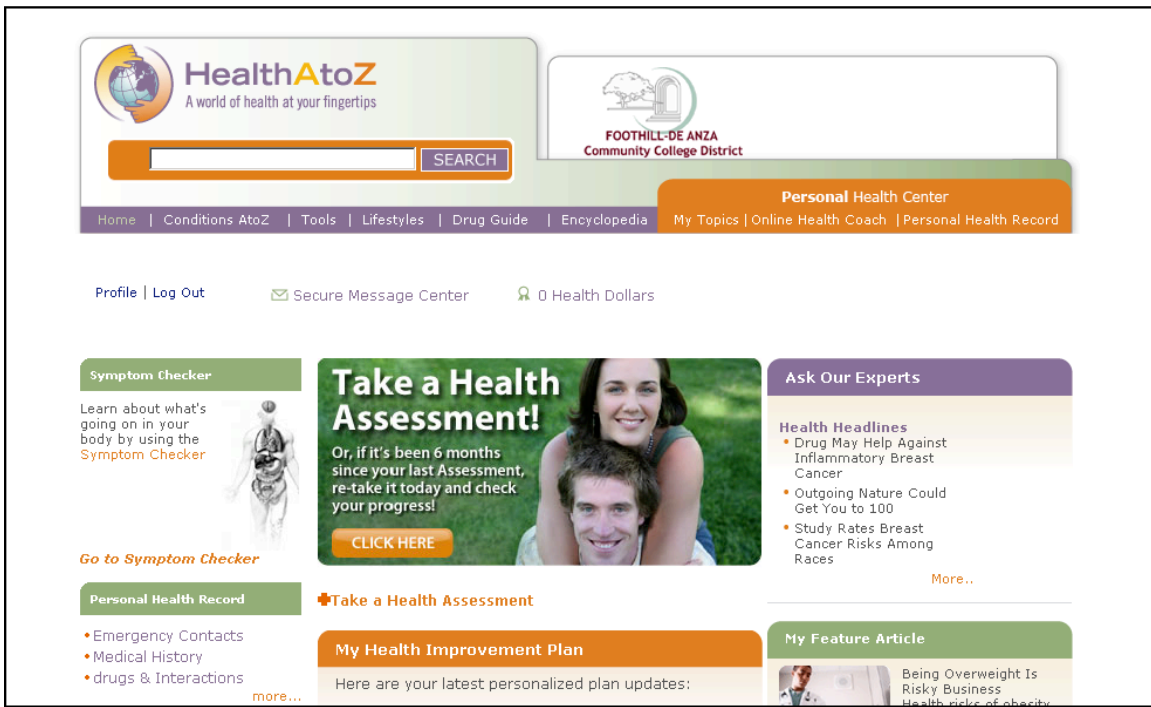 HealthAtoZ
A world of health at your fingertips
SEARCH
FOOTHILL-DE ANZA
Community College District
Personal Health Center
Home | Conditions AtoZ | Tools | Lifestyles | Drug Guide | Encyclopedia
My Topics | Online Health Coach | Personal Health Record
Profile | Log Out
Secure Message Center
0 Health Dollars
Symptom Checker
Learn about what's
going on in your
body by using the
Symptom Checker
Go to Symptom Checker
Personal Health Record
• Emergency Contacts
• Medical History
• drugs & Interactions
more...
Take a Health
Assessment!
Or, if it's been 6 months
since your last Assessment,
re-take it today and check
your progress!
CLICK HERE
Take a Health Assessment
My Health Improvement Plan
Here are your latest personalized plan updates:
Ask Our Experts
Health Headlines
• Drug May Help Against
Inflammatory Breast
Cancer
• Outgoing Nature Could
Get You to 100
• Study Rates Breast
Cancer Risks Among
Races
More..
My Feature Article
Being Overweight Is
Risky Business
Health risks of obesity